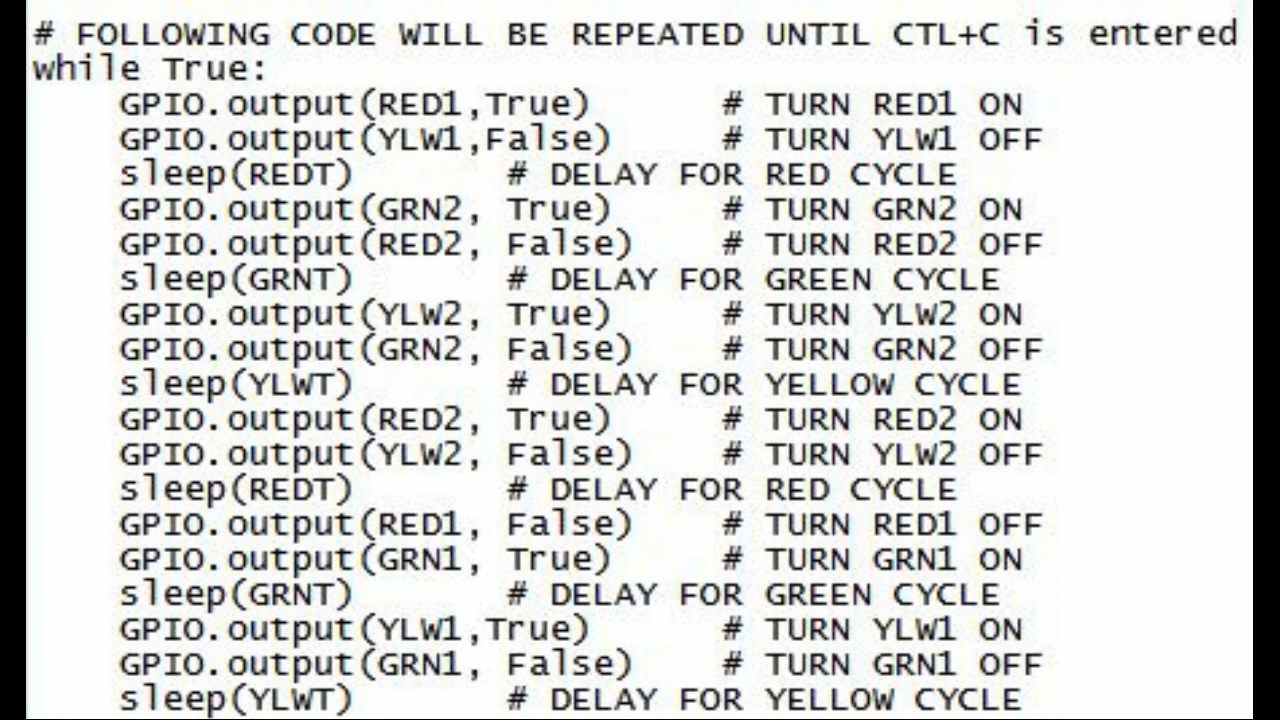 # FOLLOWING CODE WILL BE REPEATED UNTIL CTL+C is entered
while True:
    GPIO.output(RED1,True)      # TURN RED1 ON
    GPIO.output(YLW1,False)     # TURN YLW1 OFF
    sleep(REDT)       # DELAY FOR RED CYCLE
    GPIO.output(GRN2, True)     # TURN GRN2 ON
    GPIO.output(RED2, False)    # TURN RED2 OFF
    sleep(GRNT)       # DELAY FOR GREEN CYCLE
    GPIO.output(YLW2, True)     # TURN YLW2 ON
    GPIO.output(GRN2, False)    # TURN GRN2 OFF
    sleep(YLWT)       # DELAY FOR YELLOW CYCLE
    GPIO.output(RED2, True)     # TURN RED2 ON
    GPIO.output(YLW2, False)    # TURN YLW2 OFF
    sleep(REDT)       # DELAY FOR RED CYCLE
    GPIO.output(RED1, False)    # TURN RED1 OFF
    GPIO.output(GRN1, True)     # TURN GRN1 ON
    sleep(GRNT)       # DELAY FOR GREEN CYCLE
    GPIO.output(YLW1,True)      # TURN YLW1 ON
    GPIO.output(GRN1, False)    # TURN GRN1 OFF
    sleep(YLWT)       # DELAY FOR YELLOW CYCLE